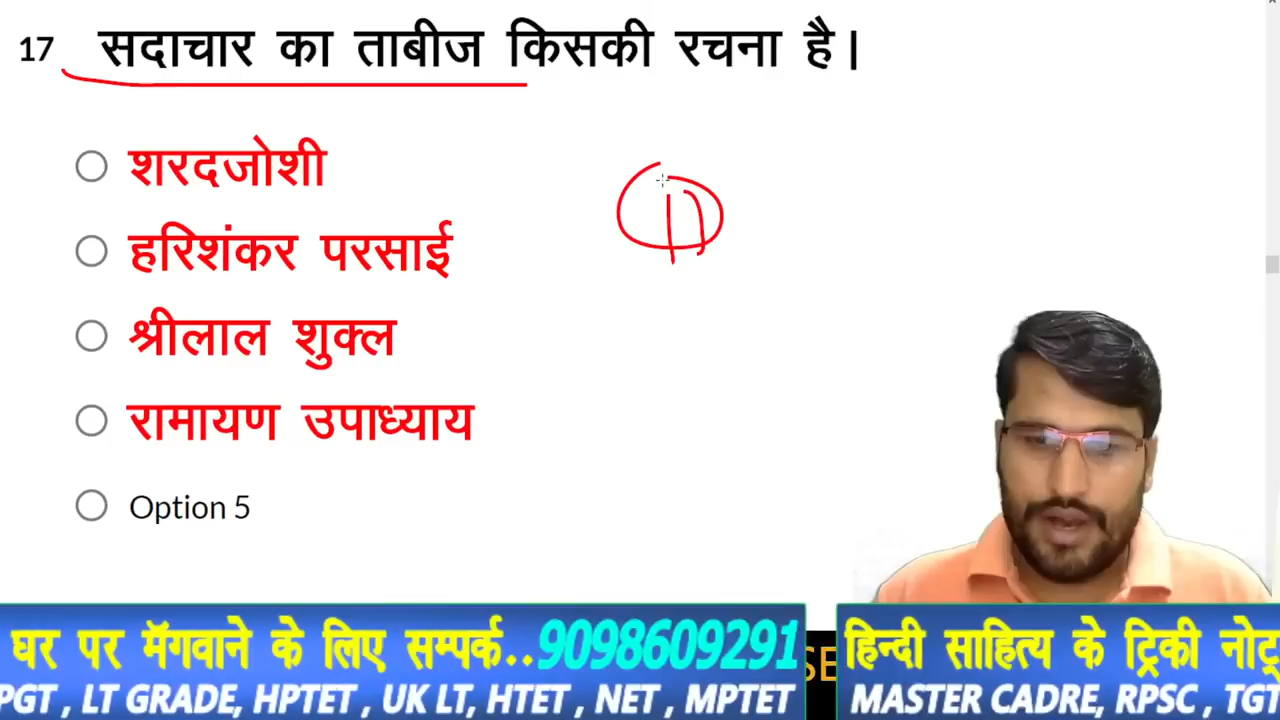 17 सदाचार का ताबीज किसकी रचना है।
शरदजोशी
हरिशंकर परसाई
श्रीलाल शुक्ल
रामायण उपाध्याय
Option 5
घर पर मॅगवाने के लिए सम्पर्क..9098609291
SE
हिन्दी साहित्य के ट्रिकी नोट्
PGT , LT GRADE, HPTET , UK LT, HTET , NET , MPTET
MASTER CADRE, RPSC , TGT